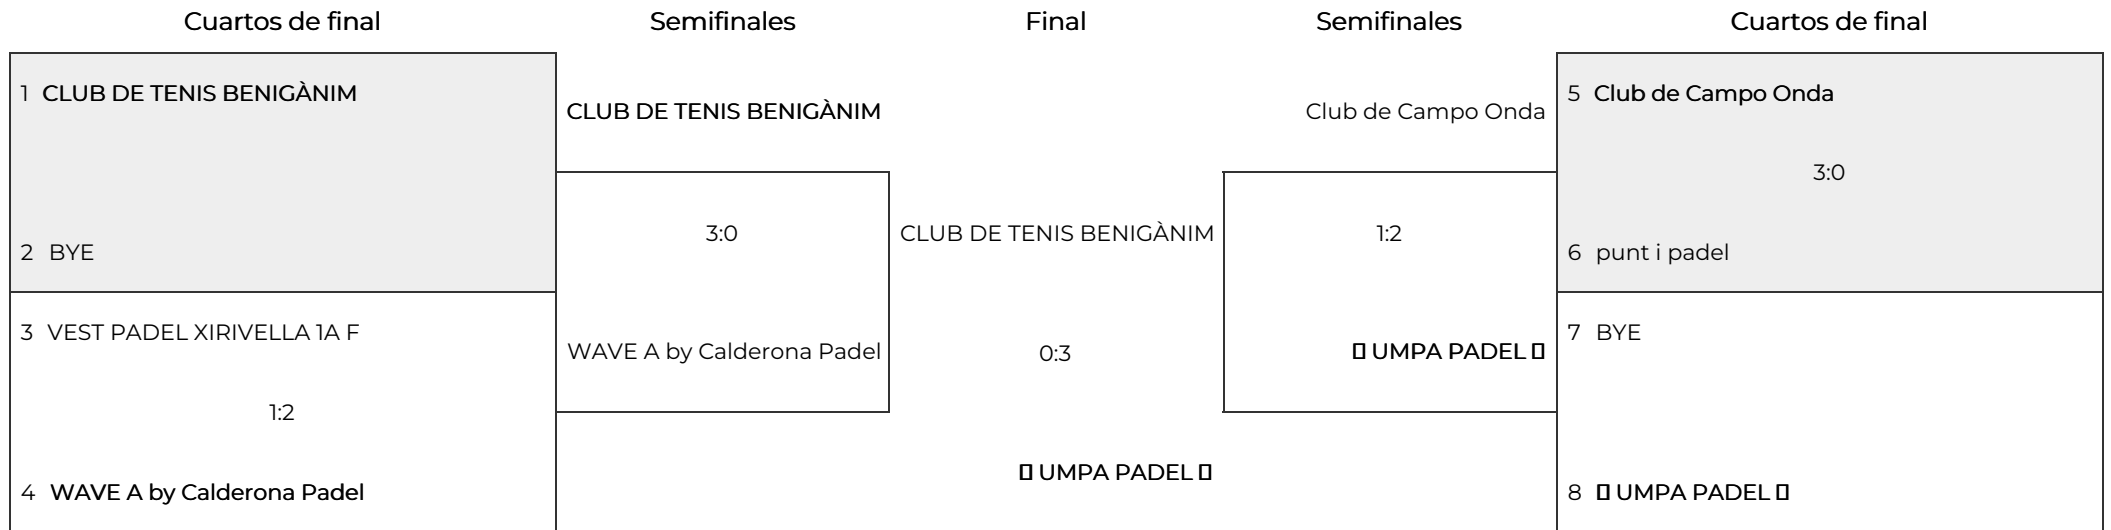 Cuartos de final Semifinales Final Semifinales Cuartos de final
1 CLUB DE TENIS BENIGÀNIM
2 BYE
3 VEST PADEL XIRIVELLA 1A F
1:2
4 WAVE A by Calderona Padel
CLUB DE TENIS BENIGÀNIM
3:0
WAVE A by Calderona Padel
CLUB DE TENIS BENIGÀNIM
0:3
▯ UMPA PADEL ▯
Club de Campo Onda
1:2
▯ UMPA PADEL ▯
5 Club de Campo Onda
3:0
6 punt i padel
7 BYE
8 ▯ UMPA PADEL ▯